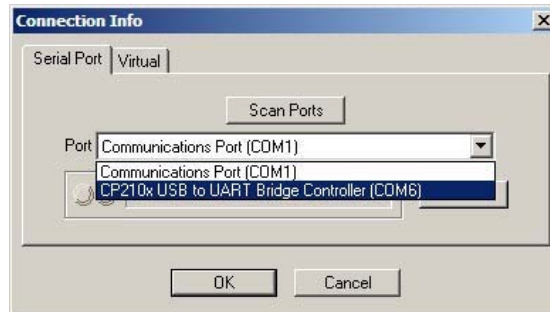 Connection Info
Serial Port Virtual
Scan Ports
Port Communications Port (COM1)
Communications Port (COM1)
CP210x USB to UART Bridge Controller (COM6)
OK Cancel